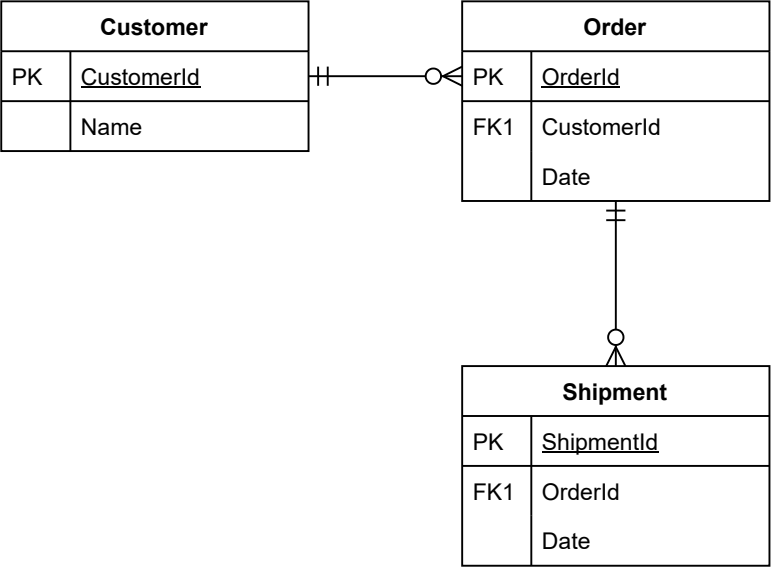 Customer
PK CustomerId
Name
Order
PK OrderId
FK1 CustomerId
Date
Shipment
PK ShipmentId
FK1 OrderId
Date